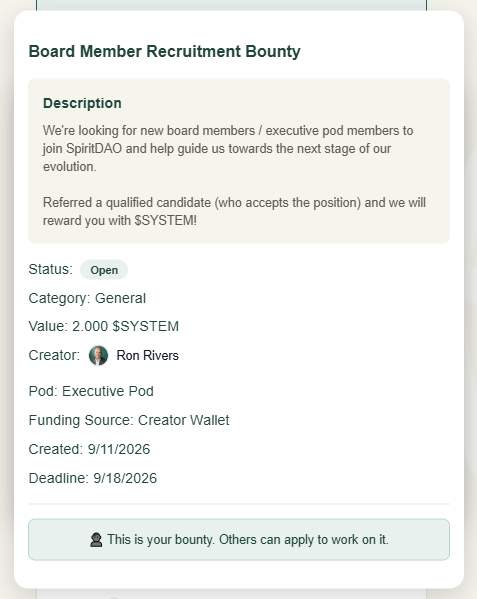 Board Member Recruitment Bounty
Description
We're looking for new board members / executive pod members to
join SpiritDAO and help guide us towards the next stage of our
evolution.
Referred a qualified candidate (who accepts the position) and we will
reward you with $SYSTEM!
Status: Open
Category: General
Value: 2.000 $SYSTEM
Creator: Ron Rivers
Pod: Executive Pod
Funding Source: Creator Wallet
Created: 9/11/2026
Deadline: 9/18/2026
This is your bounty. Others can apply to work on it.